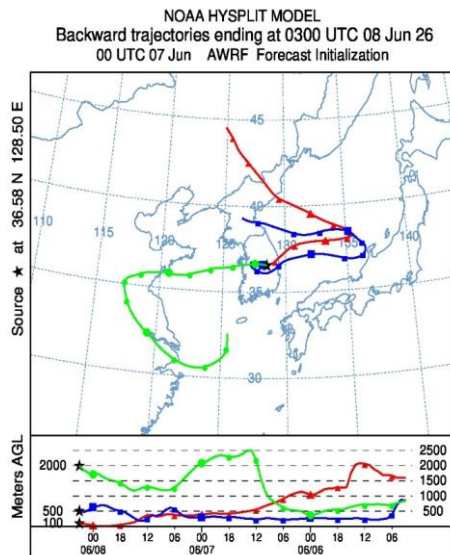 NOAA HYSPLIT MODEL
Backward trajectories ending at 0300 UTC 08 Jun 26
00 UTC 07 Jun AWRF Forecast Initialization
Source ★ at 36.58 N 128.50 E
45
40
110
115
120
125
130
135
140
35
30
Meters AGL
2000
500
100
2500
2000
1500
1000
500
00 18 12 06 00 18 12 06 00 18 12 06
06/08 06/07 06/06